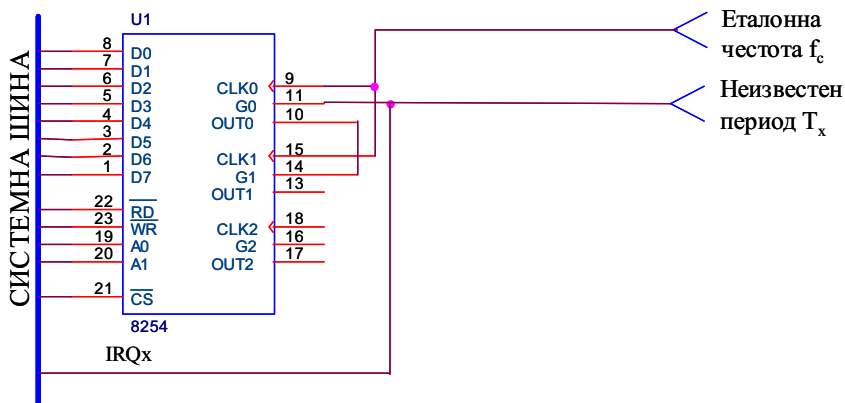 U1
СИСТЕМНА ШИНА
8 D0
7 D1
6 D2
5 D3
4 D4
3 D5
2 D6
1 D7
22 RD
23 WR
19 A0
20 A1
21 CS
CLK0 9
G0 11
OUT0 10
CLK1 15
G1 14
OUT1 13
CLK2 18
G2 16
OUT2 17
8254
IRQx
Еталонна
честота fc
Неизвестен
период Tx